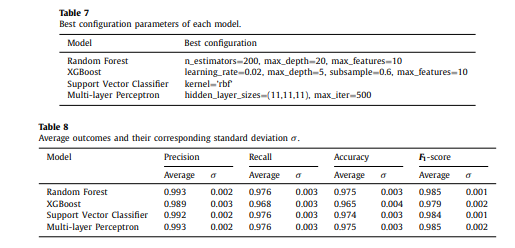 Table 7
Best configuration parameters of each model.
Model Best configuration
Random Forest n_estimators=200, max_depth=20, max_features=10
XGBoost learning_rate=0.02, max_depth=5, subsample=0.6, max_features=10
Support Vector Classifier kernel='rbf'
Multi-layer Perceptron hidden_layer_sizes=(11,11,11), max_iter=500
Table 8
Average outcomes and their corresponding standard deviation σ.
Model Precision Recall Accuracy F1-score
Average σ Average σ Average σ Average σ
Random Forest 0.993 0.002 0.976 0.003 0.975 0.003 0.985 0.001
XGBoost 0.989 0.003 0.968 0.003 0.965 0.004 0.979 0.002
Support Vector Classifier 0.992 0.002 0.976 0.003 0.974 0.003 0.984 0.001
Multi-layer Perceptron 0.993 0.002 0.976 0.003 0.975 0.003 0.985 0.002